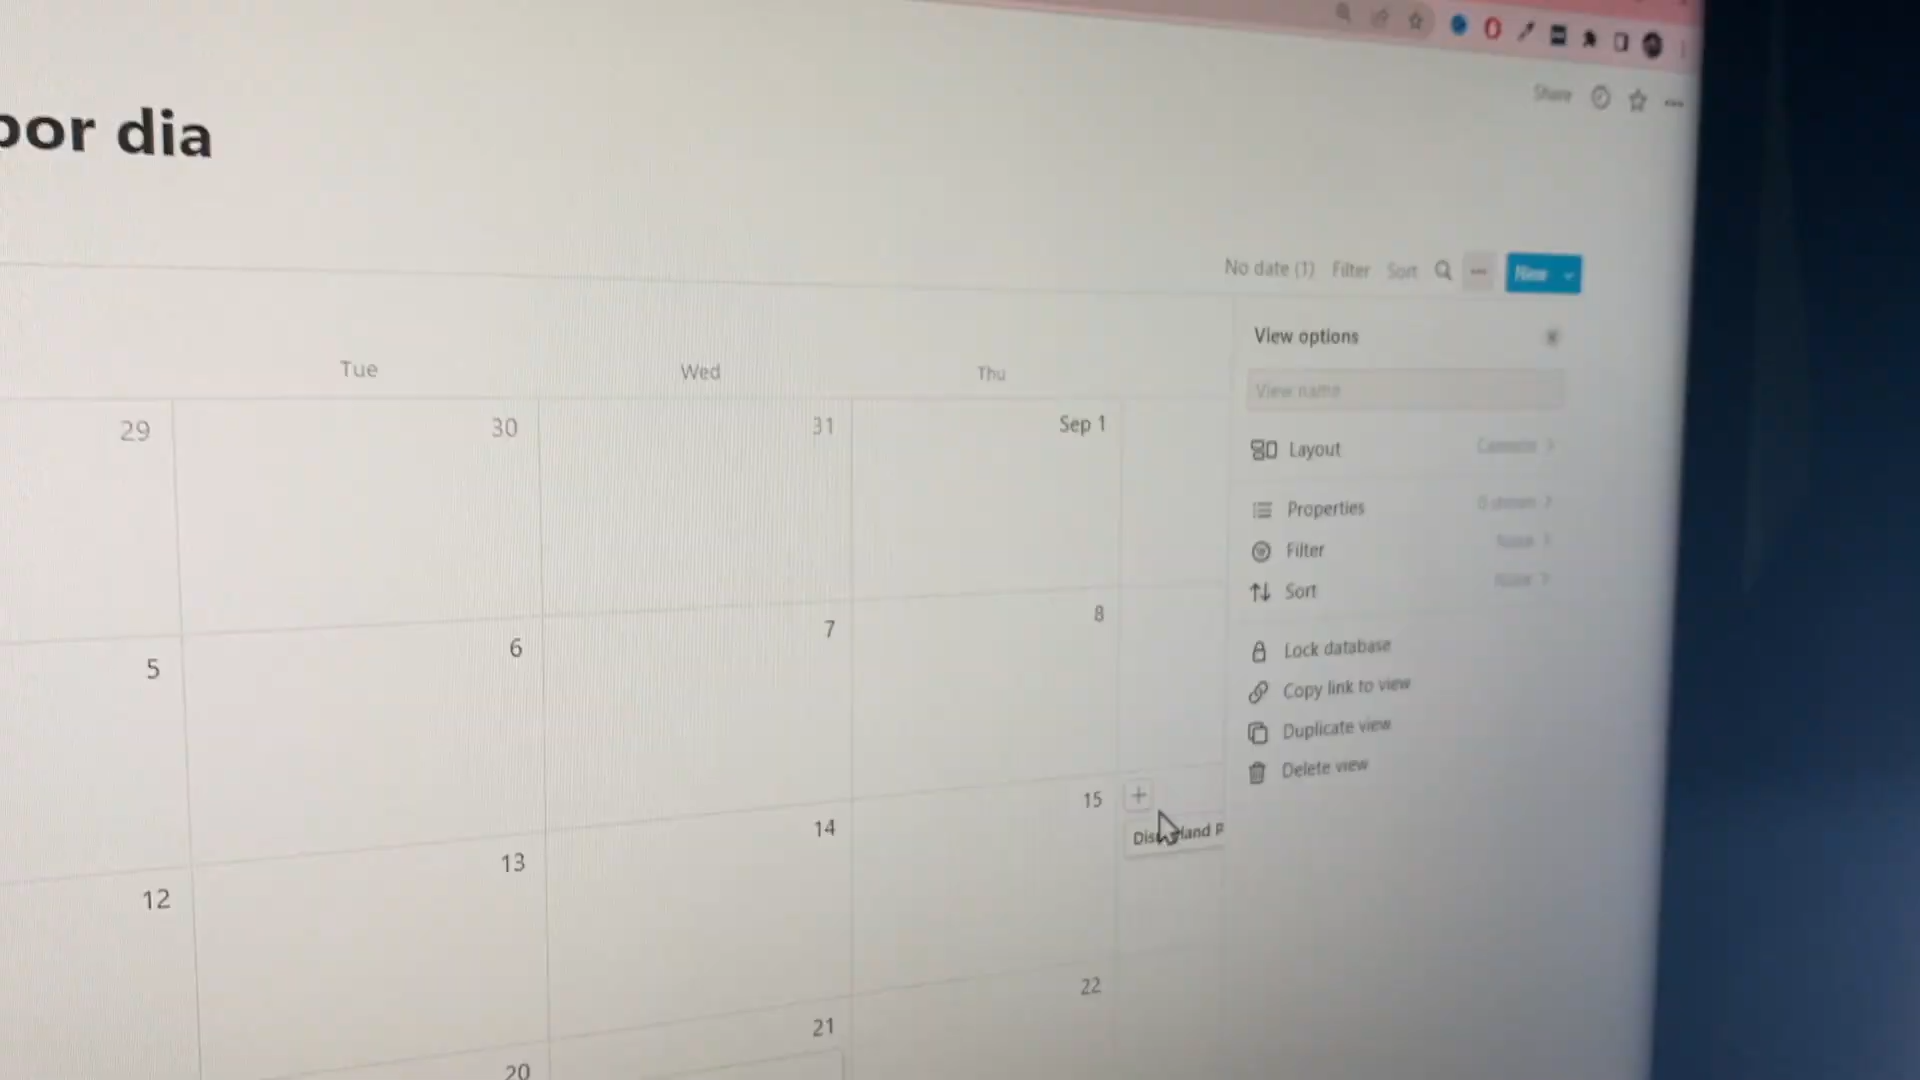 por dia
Share
No date (1) Filter Sort New
View options
View name
Tue Wed Thu
Layout
29 30 31 Sep 1
Properties
Filter
Sort
5 6 7 8
Lock database
Copy link to view
Duplicate view
Delete view
12 13 14 15
20 21 22